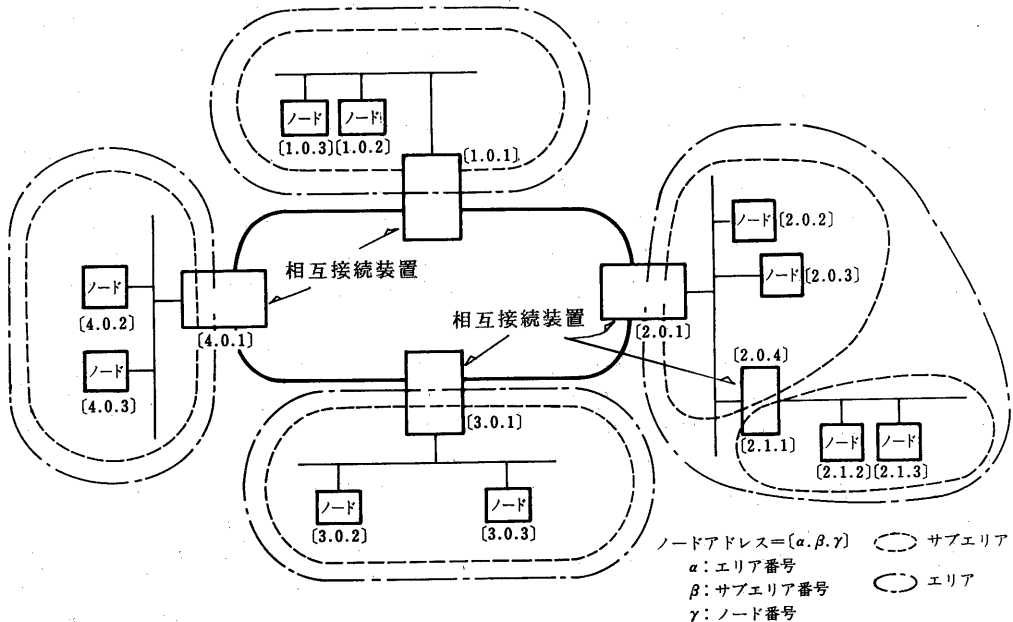 ノード
ノード
[1.0.3]
[1.0.2]
[1.0.1]
相互接続装置
ノード
[4.0.2]
ノード
[4.0.3]
[4.0.1]
相互接続装置
[2.0.1]
ノード
[2.0.2]
ノード
[2.0.3]
[2.0.4]
[2.1.1]
ノード
ノード
[2.1.2]
[2.1.3]
[3.0.1]
ノード
[3.0.2]
ノード
[3.0.3]
ノードアドレス=[α.β.γ]
α:エリア番号
β:サブエリア番号
γ:ノード番号
サブエリア
エリア